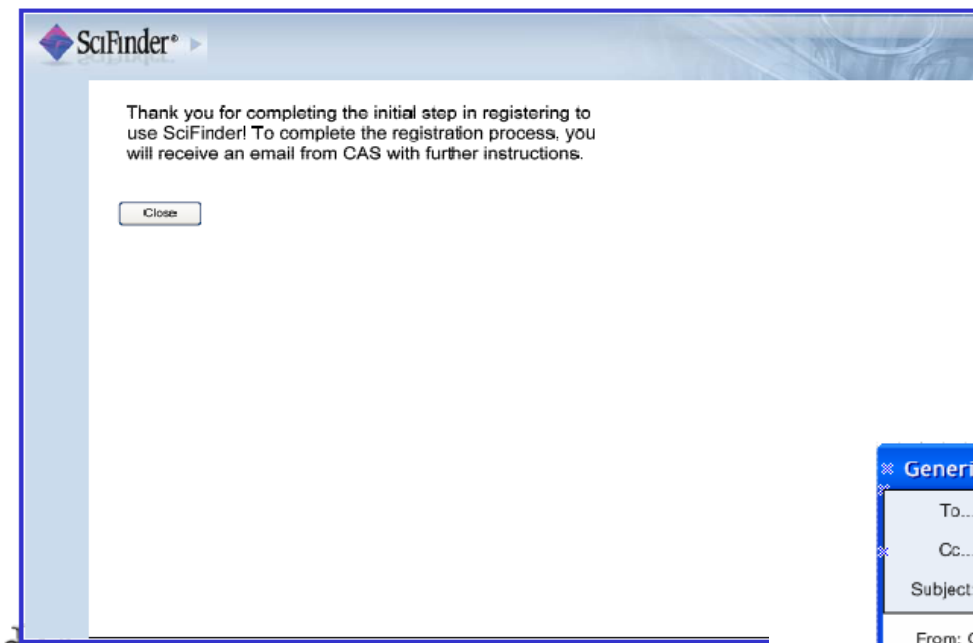 SciFinder®
Thank you for completing the initial step in registering to
use SciFinder! To complete the registration process, you
will receive an email from CAS with further instructions.
Close
To...
Cc...
Subject:
From: